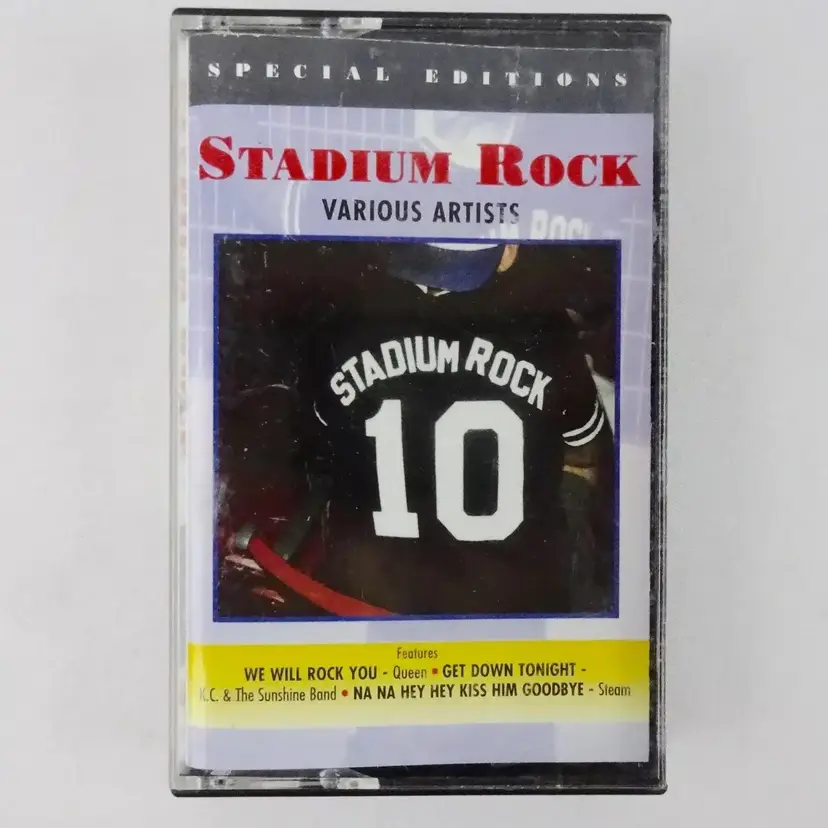 SPECIAL EDITIONS
STADIUM ROCK
VARIOUS ARTISTS
STADIUM ROCK
10
Features
WE WILL ROCK YOU - Queen • GET DOWN TONIGHT -
K.C. & The Sunshine Band • NA NA HEY HEY KISS HIM GOODBYE - Steam